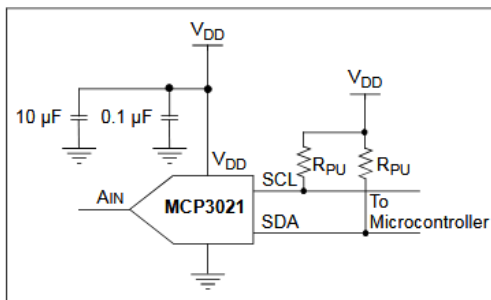 VDD
VDD
10 µF 0.1 µF
VDD
RPU RPU
SCL
AIN
MCP3021
To
SDA
Microcontroller